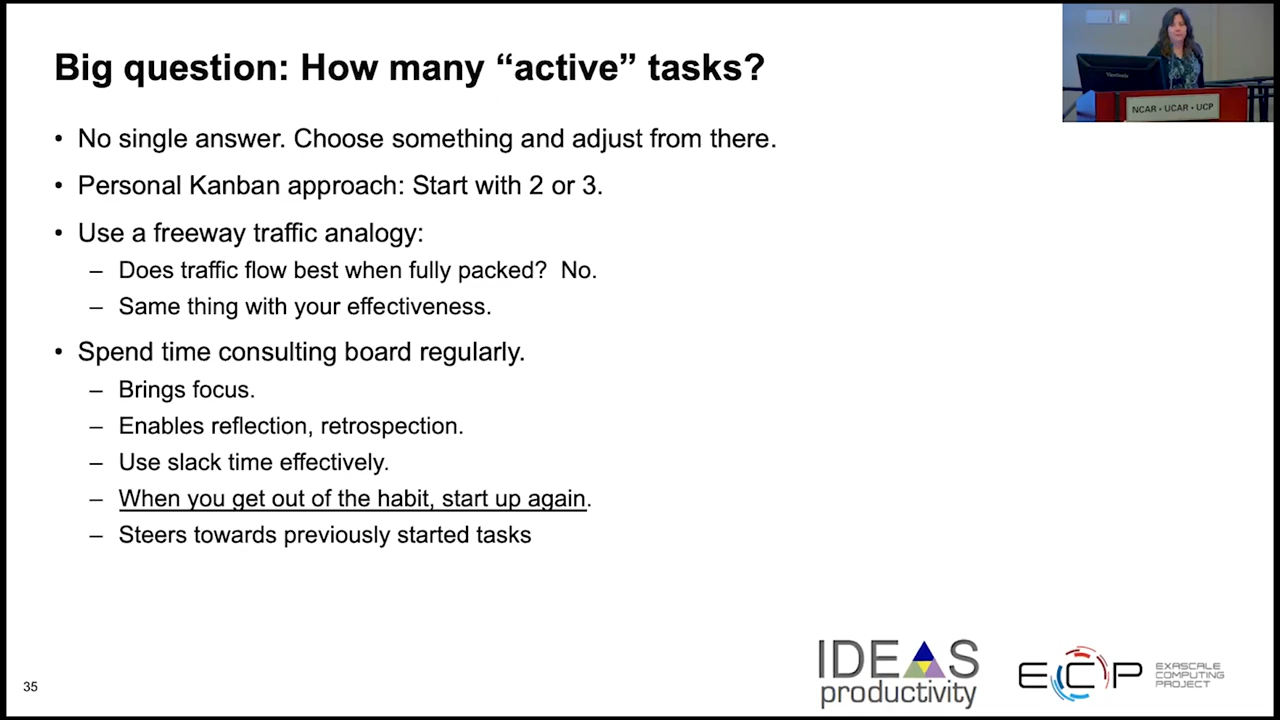 Big question: How many “active” tasks?
• No single answer. Choose something and adjust from there.
• Personal Kanban approach: Start with 2 or 3.
• Use a freeway traffic analogy:
– Does traffic flow best when fully packed? No.
– Same thing with your effectiveness.
• Spend time consulting board regularly.
– Brings focus.
– Enables reflection, retrospection.
– Use slack time effectively.
– When you get out of the habit, start up again.
– Steers towards previously started tasks
NCAR • UCAR • UCP
35
IDEAS
productivity
ECP
EXASCALE
COMPUTING
PROJECT